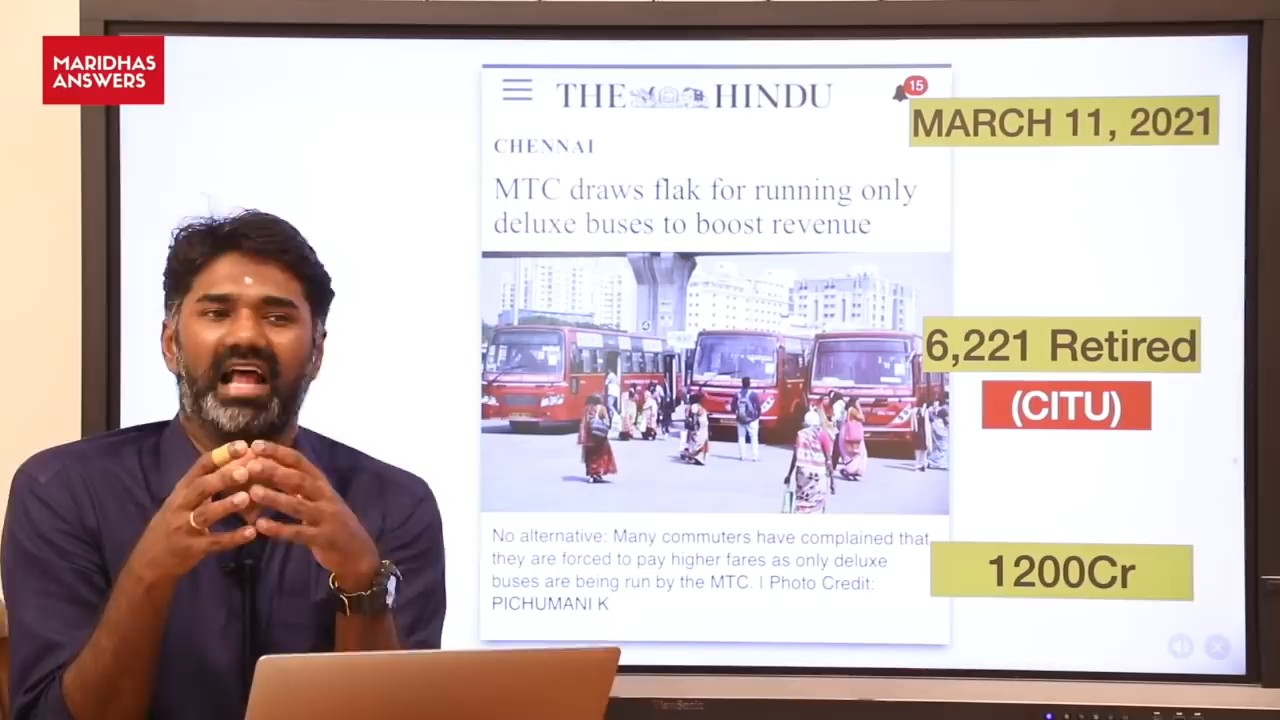 MARIDHAS
ANSWERS
THE HINDU
15
MARCH 11, 2021
CHENNAI
MTC draws flak for running only
deluxe buses to boost revenue
6,221 Retired
(CITU)
No alternative: Many commuters have complained that
they are forced to pay higher fares as only deluxe
buses are being run by the MTC. I Photo Credit:
PICHUMANI K
1200Cr
ViewSonic